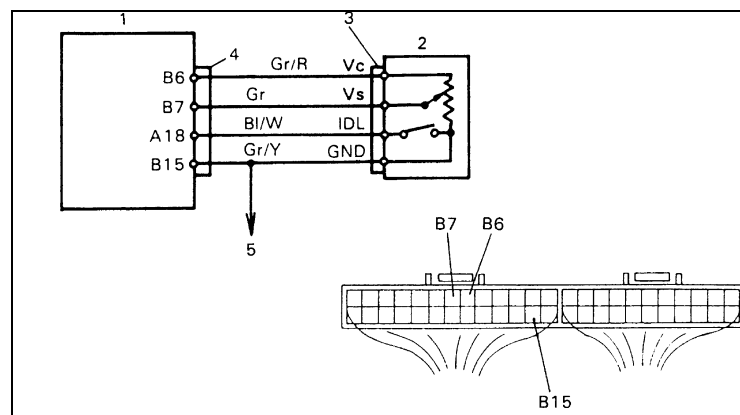 1
2
3
4
B6 Gr/R Vc
B7 Gr Vs
A18 Bl/W IDL
B15 Gr/Y GND
5
B7 B6
B15